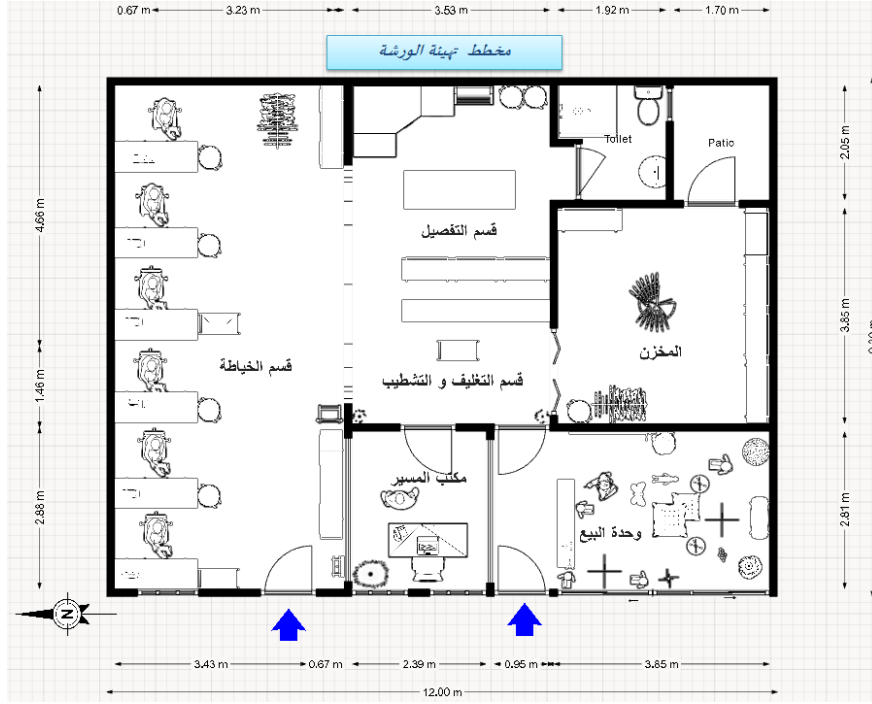 0.67 m
3.23 m
3.53 m
1.92 m
1.70 m
مخطط تهيئة الورشة
Toilet
Patio
2.05 m
4.66 m
قسم التفصيل
3.85 m
المخزن
قسم الخياطة
قسم التغليف و التشطيب
1.46 m
مكتب المسير
وحدة البيع
2.88 m
2.81 m
N
3.43 m
0.67 m
2.39 m
0.95 m
3.85 m
12.00 m